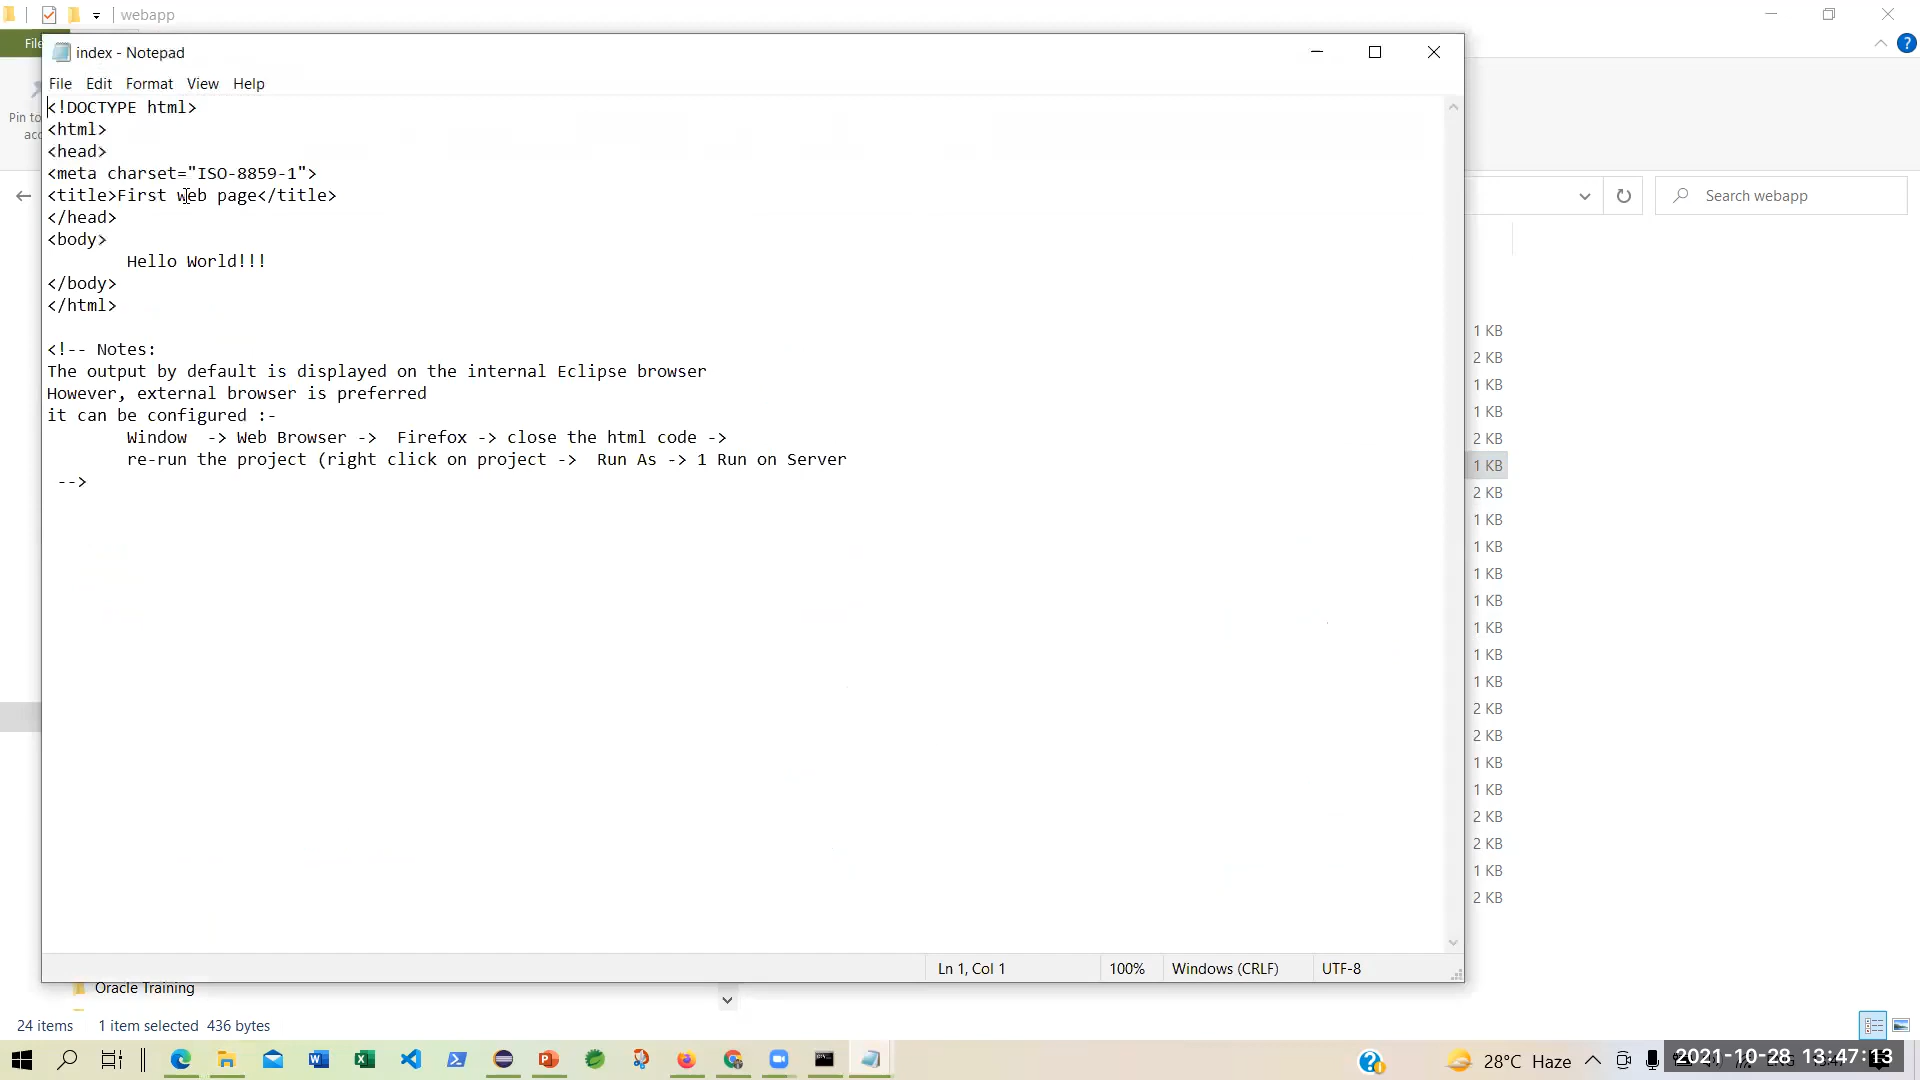 webapp
File
index - Notepad
File Edit Format View Help
Pin to
acc
<!DOCTYPE html>
<html>
<head>
<meta charset="ISO-8859-1">
<title>First web page</title>
</head>
<body>
Hello World!!!
</body>
</html>
<!-- Notes:
The output by default is displayed on the internal Eclipse browser
However, external browser is preferred
it can be configured :-
Window -> Web Browser -> Firefox -> close the html code ->
re-run the project (right click on project -> Run As -> 1 Run on Server
-->
Search webapp
1 KB
2 KB
1 KB
1 KB
2 KB
1 KB
2 KB
1 KB
1 KB
1 KB
1 KB
1 KB
1 KB
1 KB
2 KB
2 KB
1 KB
1 KB
2 KB
2 KB
1 KB
2 KB
Ln 1, Col 1 100% Windows (CRLF) UTF-8
Oracle Training
24 items 1 item selected 436 bytes
28°C Haze
2021-10-28 13:47:13